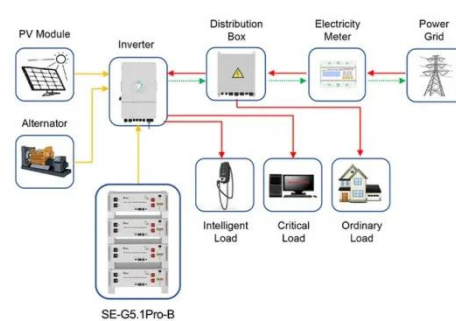 PV Module
Inverter
Distribution
Box
Electricity
Meter
Power
Grid
Alternator
Intelligent
Load
Critical
Load
Ordinary
Load
SE-G5.1Pro-B